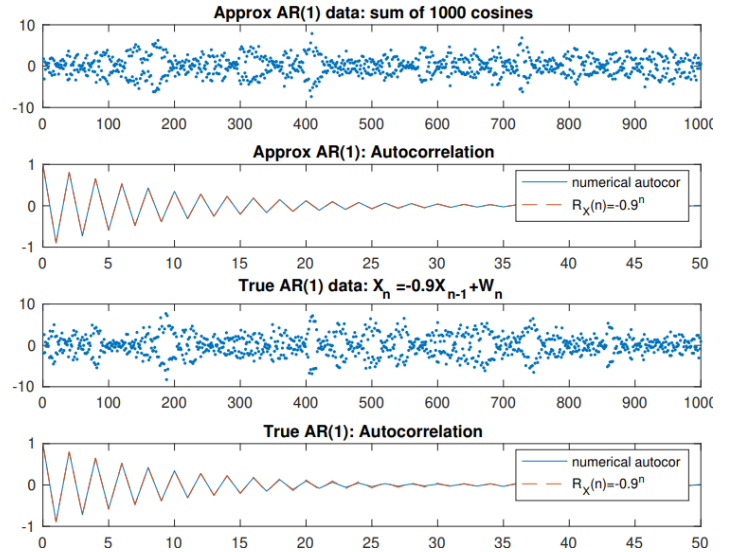 Approx AR(1) data: sum of 1000 cosines
10
0
-10
0 100 200 300 400 500 600 700 800 900 1000
Approx AR(1): Autocorrelation
1
0
-1
numerical autocor
R_X(n)=-0.9^n
0 5 10 15 20 25 30 35 40 45 50
True AR(1) data: X_n =-0.9X_{n-1}+W_n
10
0
-10
0 100 200 300 400 500 600 700 800 900 1000
True AR(1): Autocorrelation
1
0
-1
numerical autocor
R_X(n)=-0.9^n
0 5 10 15 20 25 30 35 40 45 50